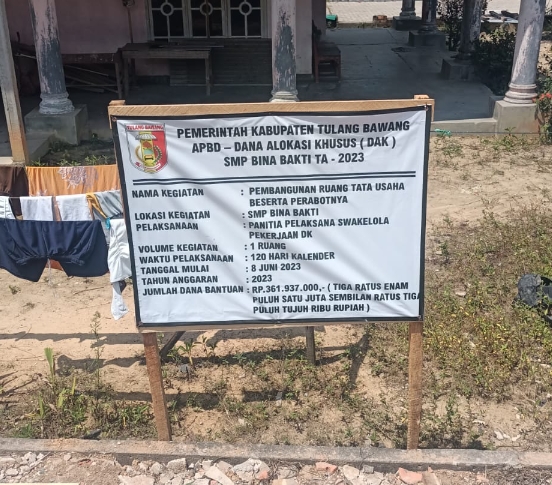 TULANG BAWANG
PEMERINTAH KABUPATEN TULANG BAWANG
APBD – DANA ALOKASI KHUSUS ( DAK )
SMP BINA BAKTI TA - 2023
NAMA KEGIATAN : PEMBANGUNAN RUANG TATA USAHA
BESERTA PERABOTNYA
LOKASI KEGIATAN : SMP BINA BAKTI
PELAKSANAAN : PANITIA PELAKSANA SWAKELOLA
PEKERJAAN DK
VOLUME KEGIATAN : 1 RUANG
WAKTU PELAKSANAAN : 120 HARI KALENDER
TANGGAL MULAI : 8 JUNI 2023
TAHUN ANGGARAN : 2023
JUMLAH DANA BANTUAN : RP.361.937.000,- ( TIGA RATUS ENAM
PULUH SATU JUTA SEMBILAN RATUS TIGA
PULUH TUJUH RIBU RUPIAH )